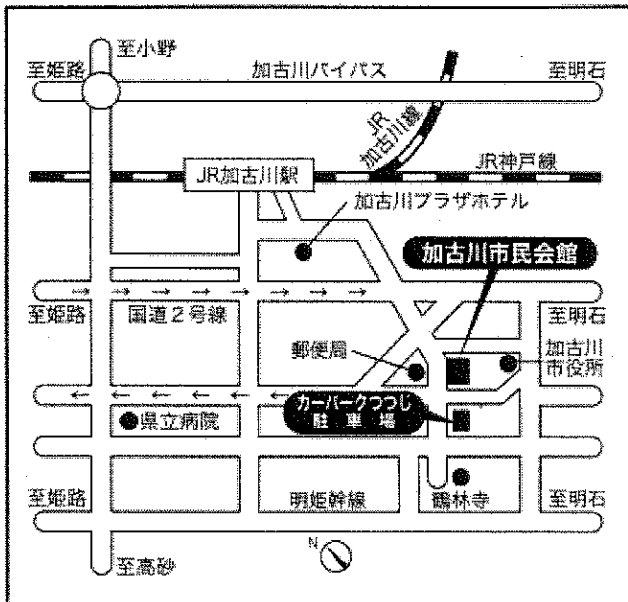 至小野
至姫路
加古川バイパス
至明石
JR
加古川線
JR神戸線
JR加古川駅
加古川プラザホテル
加古川市民会館
至姫路
国道2号線
至明石
郵便局
加古川
市役所
カーパークつつじ
駐車場
県立病院
至姫路
明姫幹線
鶴林寺
至明石
N
至高砂